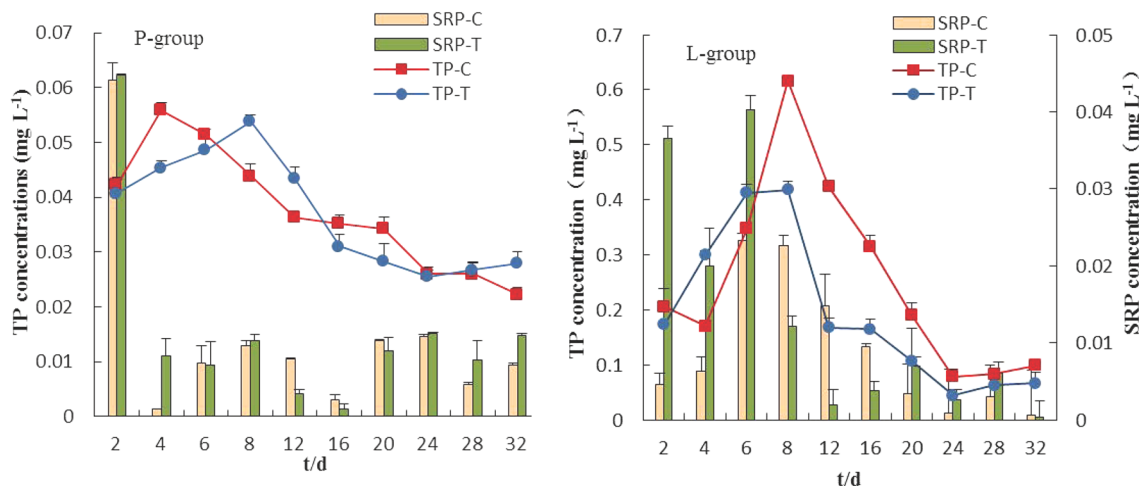 P-group
SRP-C
SRP-T
TP-C
TP-T
TP concentrations (mg L-1)
0.07
0.06
0.05
0.04
0.03
0.02
0.01
0
2 4 6 8 12 16 20 24 28 32
t/d
L-group
SRP-C
SRP-T
TP-C
TP-T
TP concentration （mg L-1）
0.7
0.6
0.5
0.4
0.3
0.2
0.1
0
2 4 6 8 12 16 20 24 28 32
t/d
0.05
0.04
0.03
0.02
0.01
0
SRP concentration （mg L-1）